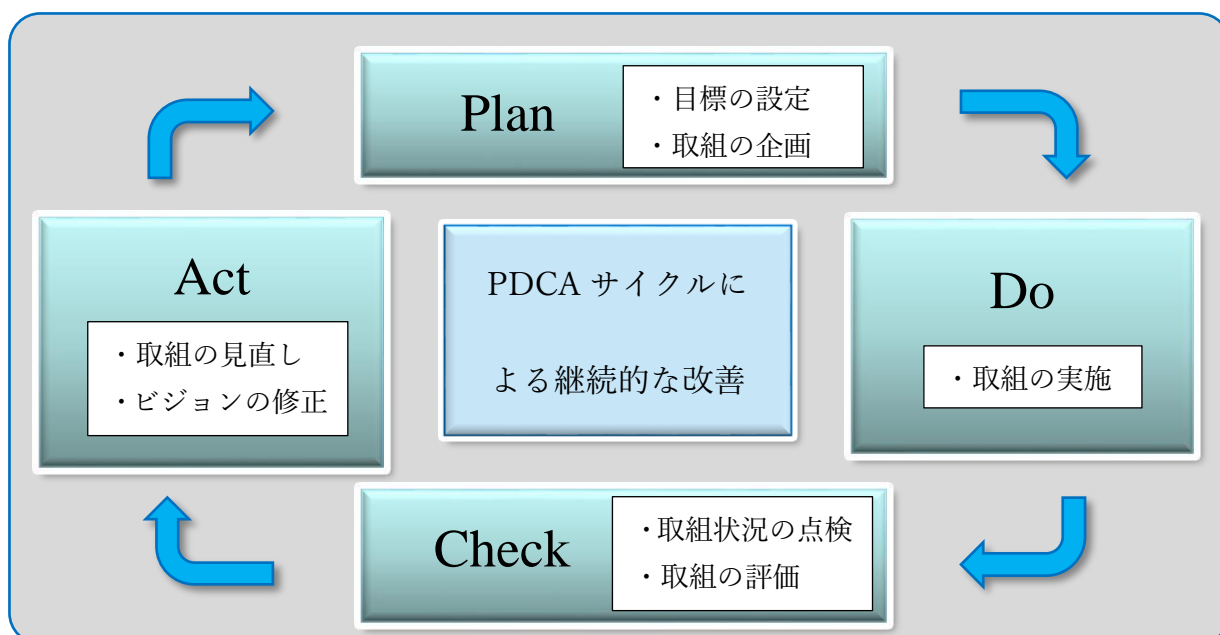 Plan
・目標の設定
・取組の企画
Act
・取組の見直し
・ビジョンの修正
PDCA サイクルに
よる継続的な改善
Do
・取組の実施
Check
・取組状況の点検
・取組の評価